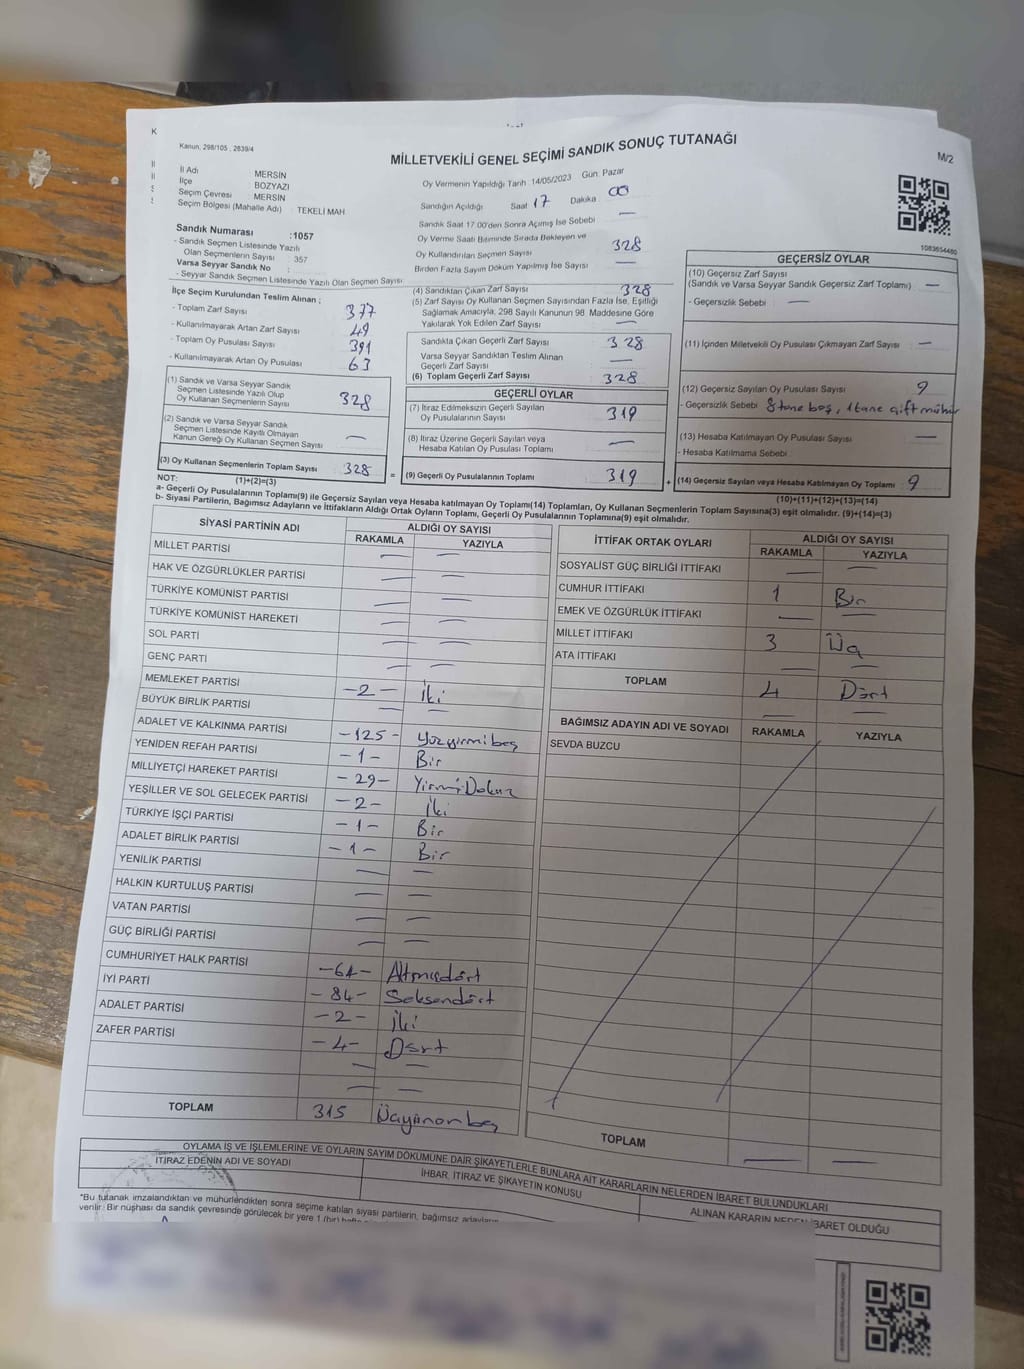 Kanun, 298/105 , 2839/4
MİLLETVEKİLİ GENEL SEÇİMİ SANDIK SONUÇ TUTANAĞI
M/2
İl Adı MERSİN
İlçe BOZYAZI
Seçim Çevresi MERSİN
Seçim Bölgesi (Mahalle Adı) : TEKELİ MAH
Oy Vermenin Yapıldığı Tarih :14/05/2023 Gün: Pazar
Sandığın Açıldığı Saat 17 Dakika 00
Sandık Saat 17.00'den Sonra Açılmış İse Sebebi —
Oy Verme Saati Bitiminde Sırada Bekleyen ve
Oy Kullandırılan Seçmen Sayısı 328
Birden Fazla Sayım Döküm Yapılmış İse Sayısı —
Sandık Numarası :1057
- Sandık Seçmen Listesinde Yazılı
Olan Seçmenlerin Sayısı : 357
Varsa Seyyar Sandık No :
- Seyyar Sandık Seçmen Listesinde Yazılı Olan Seçmen Sayısı :
1083654480
İlçe Seçim Kurulundan Teslim Alınan ;
- Toplam Zarf Sayısı 377
- Kullanılmayarak Artan Zarf Sayısı 49
- Toplam Oy Pusulası Sayısı 391
- Kullanılmayarak Artan Oy Pusulası 63
(1) Sandık ve Varsa Seyyar Sandık
Seçmen Listesinde Yazılı Olup
Oy Kullanan Seçmenlerin Sayısı 328
(2) Sandık ve Varsa Seyyar Sandık
Seçmen Listesinde Kayıtlı Olmayan
Kanun Gereği Oy Kullanan Seçmen Sayısı —
(3) Oy Kullanan Seçmenlerin Toplam Sayısı 328
(1)+(2)=(3)
(4) Sandıktan Çıkan Zarf Sayısı 328
(5) Zarf Sayısı Oy Kullanan Seçmen Sayısından Fazla İse, Eşitliği
Sağlamak Amacıyla, 298 Sayılı Kanunun 98. Maddesine Göre
Yakılarak Yok Edilen Zarf Sayısı —
Sandıkta Çıkan Geçerli Zarf Sayısı 328
Varsa Seyyar Sandıktan Teslim Alınan
Geçerli Zarf Sayısı —
(6) Toplam Geçerli Zarf Sayısı 328
GEÇERLİ OYLAR
(7) İtiraz Edilmeksizin Geçerli Sayılan
Oy Pusulalarının Sayısı 319
(8) İtiraz Üzerine Geçerli Sayılan veya
Hesaba Katılan Oy Pusulası Toplamı —
= (9) Geçerli Oy Pusulalarının Toplamı 319
GEÇERSİZ OYLAR
(10) Geçersiz Zarf Sayısı
(Sandık ve Varsa Seyyar Sandık Geçersiz Zarf Toplamı) —
- Geçersizlik Sebebi : —
(11) İçinden Milletvekili Oy Pusulası Çıkmayan Zarf Sayısı —
(12) Geçersiz Sayılan Oy Pusulası Sayısı 9
- Geçersizlik Sebebi 8 tane boş, 1 tane çift mühür
(13) Hesaba Katılmayan Oy Pusulası Sayısı —
- Hesaba Katılmama Sebebi :
+ (14) Geçersiz Sayılan veya Hesaba Katılmayan Oy Toplamı 9
(10)+(11)+(12)+(13)=(14)
NOT:
a- Geçerli Oy Pusulalarının Toplamı(9) ile Geçersiz Sayılan veya Hesaba katılmayan Oy Toplam(14) Toplamları, Oy Kullanan Seçmenlerin Toplam Sayısına(3) eşit olmalıdır. (9)+(14)=(3)
b- Siyasi Partilerin, Bağımsız Adayların ve İttifakların Aldığı Ortak Oyların Toplamı, Geçerli Oy Pusulalarının Toplamına(9) eşit olmalıdır.
SİYASİ PARTİNİN ADI ALDIĞI OY SAYISI
RAKAMLA YAZIYLA
MİLLET PARTİSİ — —
HAK VE ÖZGÜRLÜKLER PARTİSİ — —
TÜRKİYE KOMÜNİST PARTİSİ — —
TÜRKİYE KOMÜNİST HAREKETİ — —
SOL PARTİ — —
GENÇ PARTİ — —
MEMLEKET PARTİSİ -2- İki
BÜYÜK BİRLİK PARTİSİ — —
ADALET VE KALKINMA PARTİSİ -125- Yüzyirmibeş
YENİDEN REFAH PARTİSİ -1- Bir
MİLLİYETÇİ HAREKET PARTİSİ -29- YirmiDokuz
YEŞİLLER VE SOL GELECEK PARTİSİ -2- İki
TÜRKİYE İŞÇİ PARTİSİ -1- Bir
ADALET BİRLİK PARTİSİ -1- Bir
YENİLİK PARTİSİ — —
HALKIN KURTULUŞ PARTİSİ — —
VATAN PARTİSİ — —
GÜÇ BİRLİĞİ PARTİSİ — —
CUMHURİYET HALK PARTİSİ -64- Altmışdört
İYİ PARTİ -84- Seksendört
ADALET PARTİSİ -2- İki
ZAFER PARTİSİ -4- Dört
— —
— —
TOPLAM 315 Üçyüzonbeş
İTTİFAK ORTAK OYLARI ALDIĞI OY SAYISI
RAKAMLA YAZIYLA
SOSYALİST GÜÇ BİRLİĞİ İTTİFAKI — —
CUMHUR İTTİFAKI 1 Bir
EMEK VE ÖZGÜRLÜK İTTİFAKI — —
MİLLET İTTİFAKI 3 Üç
ATA İTTİFAKI — —
TOPLAM 4 Dört
BAĞIMSIZ ADAYIN ADI VE SOYADI RAKAMLA YAZIYLA
SEVDA BUZCU
TOPLAM — —
OYLAMA İŞ VE İŞLEMLERİNE VE OYLARIN SAYIM DÖKÜMÜNE DAİR ŞİKAYETLERLE BUNLARA AİT KARARLARIN NELERDEN İBARET BULUNDUKLARI
İTİRAZ EDENİN ADI VE SOYADI İHBAR, İTİRAZ VE ŞİKAYETİN KONUSU ALINAN KARARIN NEDEN İBARET OLDUĞU
*Bu tutanak imzalandıktan ve mühürlendikten sonra seçime katılan siyasi partilerin, bağımsız
verilir. Bir nüshası da sandık çevresinde görülecek bir yere 1 (bir) hafta